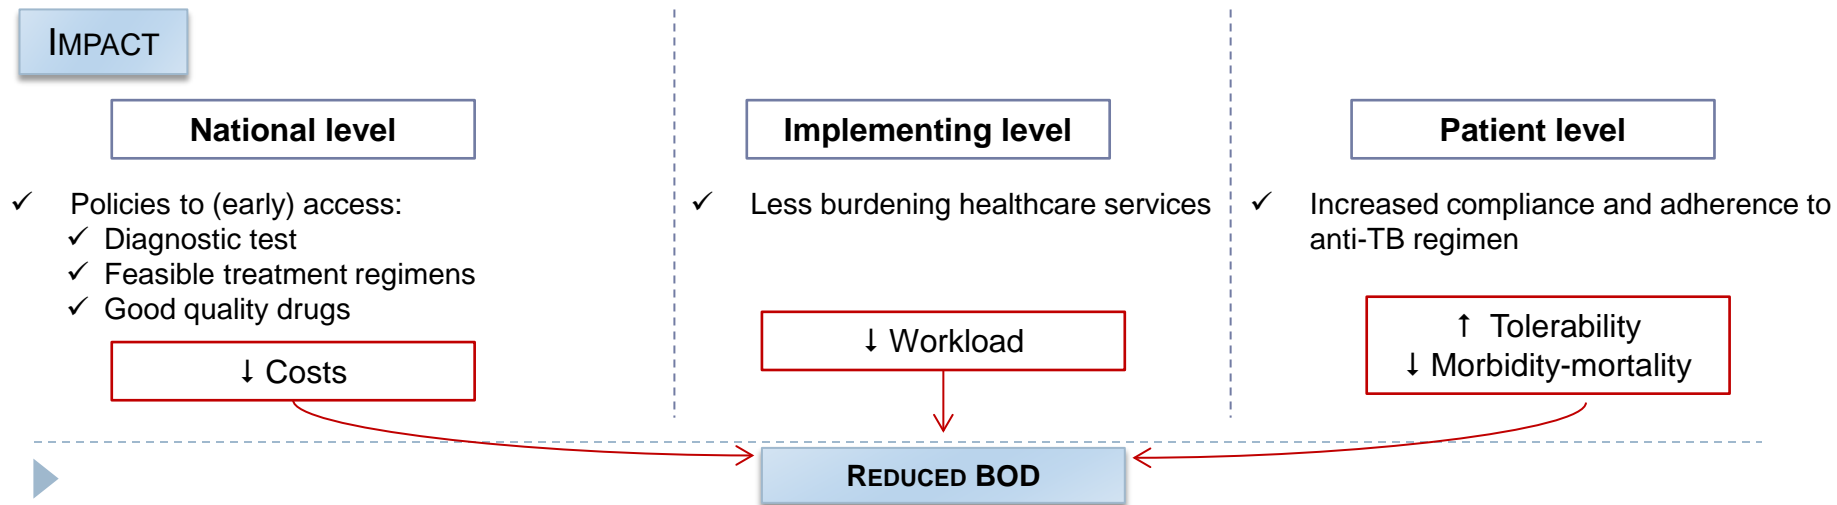 IMPACT
National level
✓ Policies to (early) access:
✓ Diagnostic test
✓ Feasible treatment regimens
✓ Good quality drugs
↓ Costs
Implementing level
✓ Less burdening healthcare services
↓ Workload
Patient level
✓ Increased compliance and adherence to
anti-TB regimen
↑ Tolerability
↓ Morbidity-mortality
REDUCED BOD